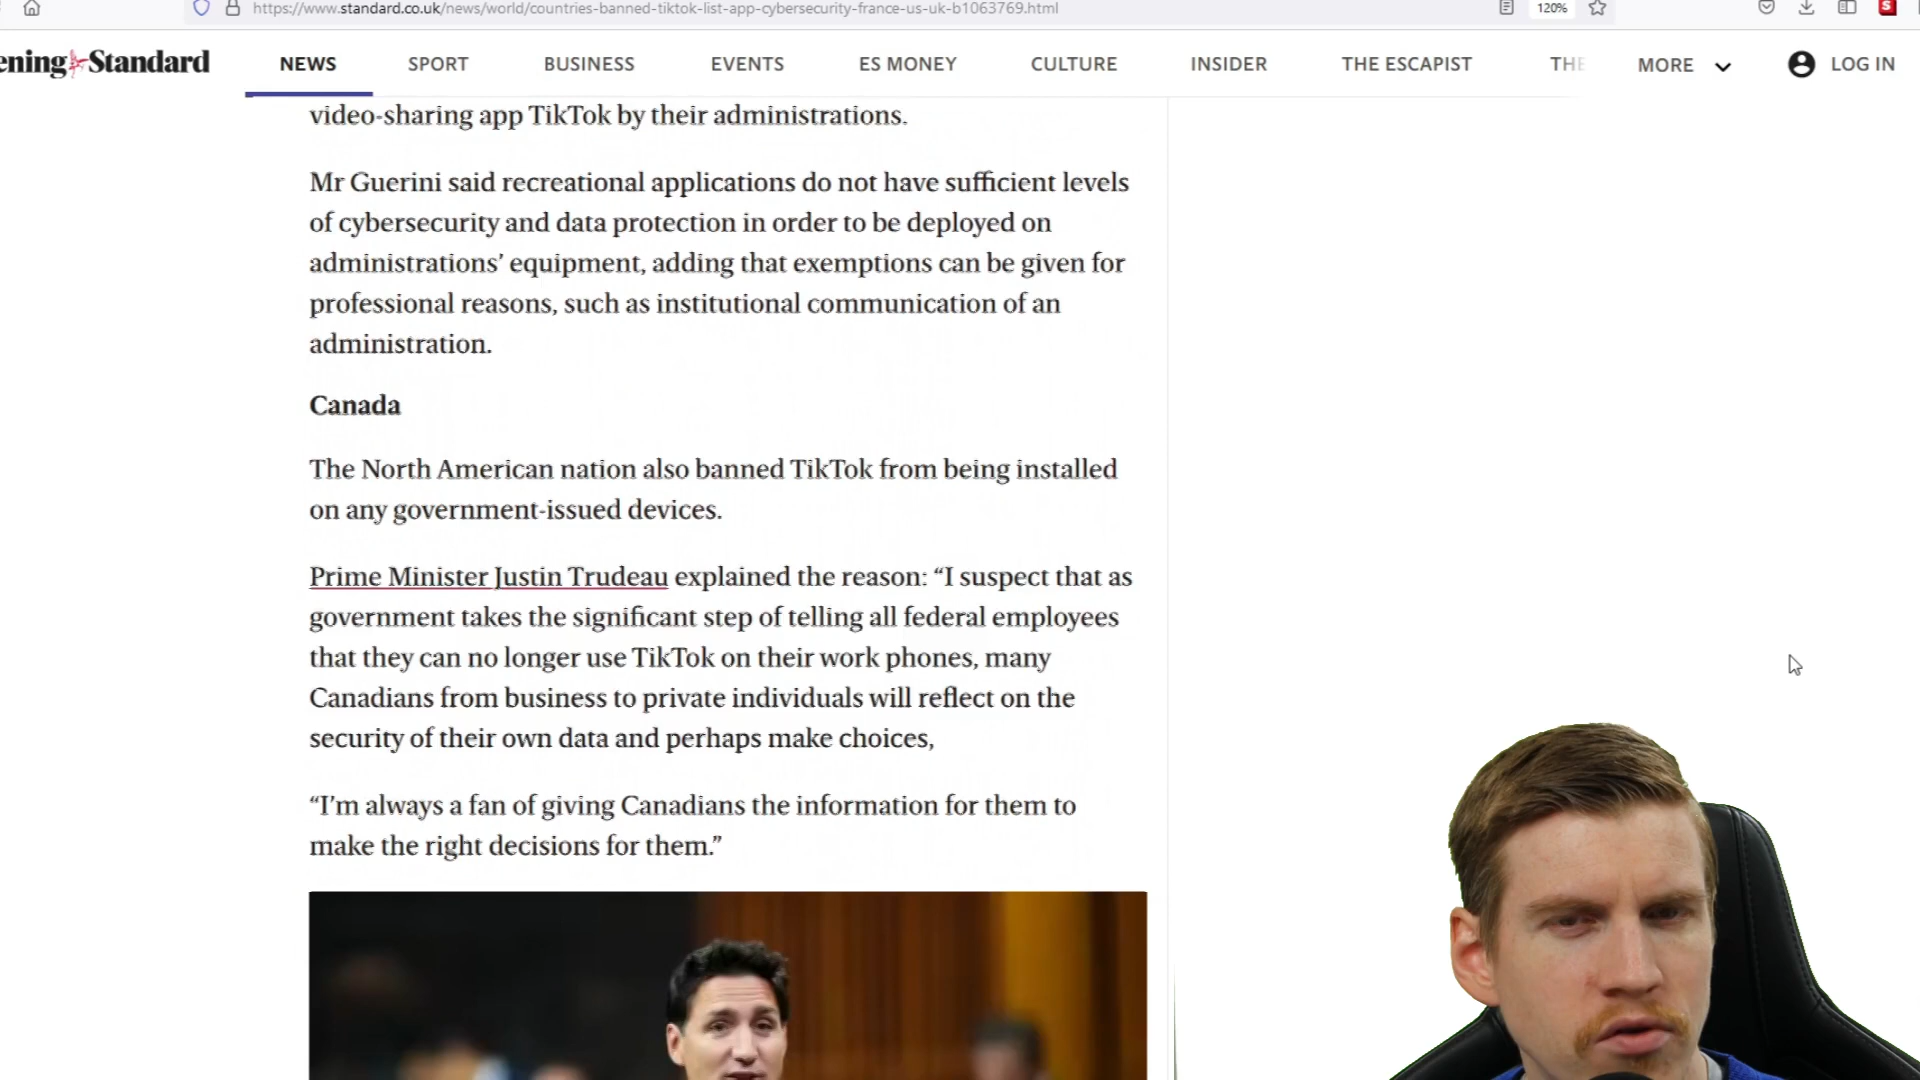 https://www.standard.co.uk/news/world/countries-banned-tiktok-list-app-cybersecurity-france-us-uk-b1063769.html
120%
S
ening Standard
NEWS
SPORT
BUSINESS
EVENTS
ES MONEY
CULTURE
INSIDER
THE ESCAPIST
THE
MORE
LOG IN
video-sharing app TikTok by their administrations.
Mr Guerini said recreational applications do not have sufficient levels
of cybersecurity and data protection in order to be deployed on
administrations’ equipment, adding that exemptions can be given for
professional reasons, such as institutional communication of an
administration.
Canada
The North American nation also banned TikTok from being installed
on any government-issued devices.
Prime Minister Justin Trudeau explained the reason: “I suspect that as
government takes the significant step of telling all federal employees
that they can no longer use TikTok on their work phones, many
Canadians from business to private individuals will reflect on the
security of their own data and perhaps make choices,
“I’m always a fan of giving Canadians the information for them to
make the right decisions for them.”